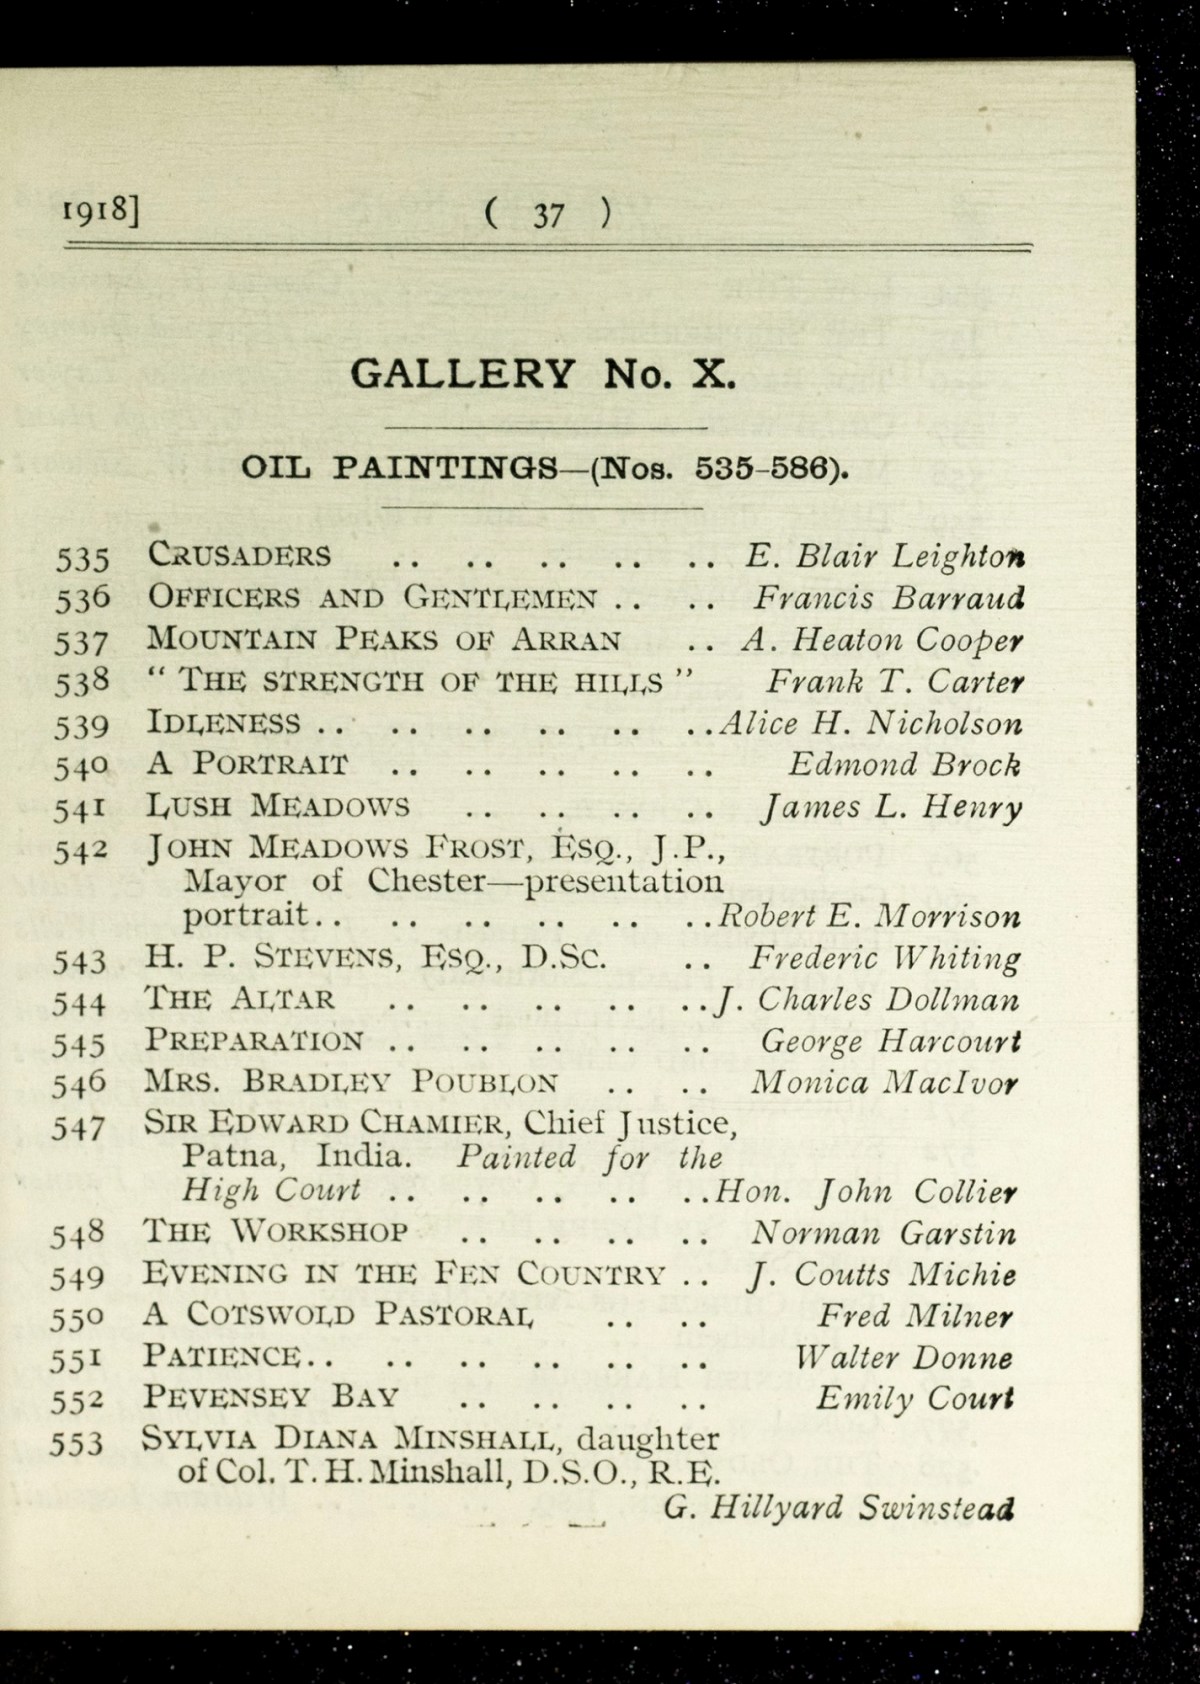 1918] ( 37 )
GALLERY No. X.
OIL PAINTINGS—(Nos. 535-586).
535 CRUSADERS .. .. .. .. .. E. Blair Leighton
536 OFFICERS AND GENTLEMEN .. .. Francis Barraud
537 MOUNTAIN PEAKS OF ARRAN .. A. Heaton Cooper
538 “ THE STRENGTH OF THE HILLS ” Frank T. Carter
539 IDLENESS .. .. .. .. .. .. Alice H. Nicholson
540 A PORTRAIT .. .. .. .. .. Edmond Brock
541 LUSH MEADOWS .. .. .. .. James L. Henry
542 JOHN MEADOWS FROST, ESQ., J.P.,
Mayor of Chester—presentation
portrait .. .. .. .. .. .. Robert E. Morrison
543 H. P. STEVENS, ESQ., D.SC. .. Frederic Whiting
544 THE ALTAR .. .. .. .. .. J. Charles Dollman
545 PREPARATION .. .. .. .. .. George Harcourt
546 MRS. BRADLEY POUBLON .. .. Monica MacIvor
547 SIR EDWARD CHAMIER, Chief Justice,
Patna, India. Painted for the
High Court .. .. .. .. .. Hon. John Collier
548 THE WORKSHOP .. .. .. .. Norman Garstin
549 EVENING IN THE FEN COUNTRY .. J. Coutts Michie
550 A COTSWOLD PASTORAL .. .. Fred Milner
551 PATIENCE .. .. .. .. .. .. Walter Donne
552 PEVENSEY BAY .. .. .. .. Emily Court
553 SYLVIA DIANA MINSHALL, daughter
of Col. T. H. Minshall, D.S.O., R.E.
G. Hillyard Swinstead